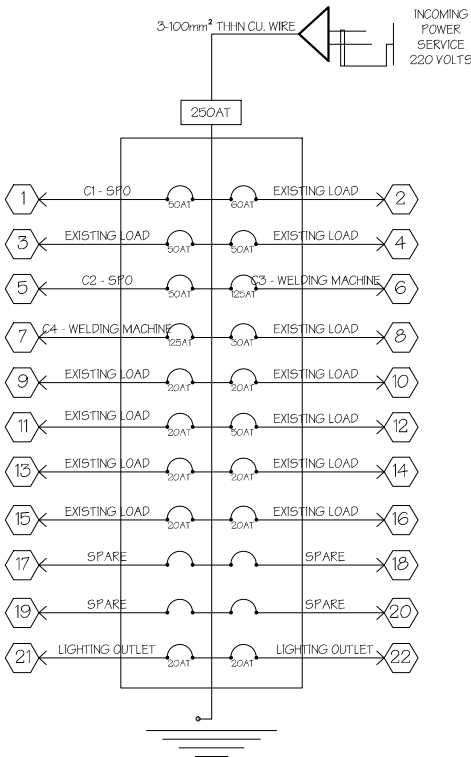 3-100mm² THHN CU. WIRE
INCOMING
POWER
SERVICE
220 VOLTS
250AT
1 C1 - SPO 50AT 60AT EXISTING LOAD 2
3 EXISTING LOAD 50AT 50AT EXISTING LOAD 4
5 C2 - SPO 50AT 125AT C3 - WELDING MACHINE 6
7 C4 - WELDING MACHINE 125AT 30AT EXISTING LOAD 8
9 EXISTING LOAD 20AT 20AT EXISTING LOAD 10
11 EXISTING LOAD 20AT 50AT EXISTING LOAD 12
13 EXISTING LOAD 20AT 20AT EXISTING LOAD 14
15 EXISTING LOAD 20AT 20AT EXISTING LOAD 16
17 SPARE SPARE 18
19 SPARE SPARE 20
21 LIGHTING OUTLET 20AT 20AT LIGHTING OUTLET 22